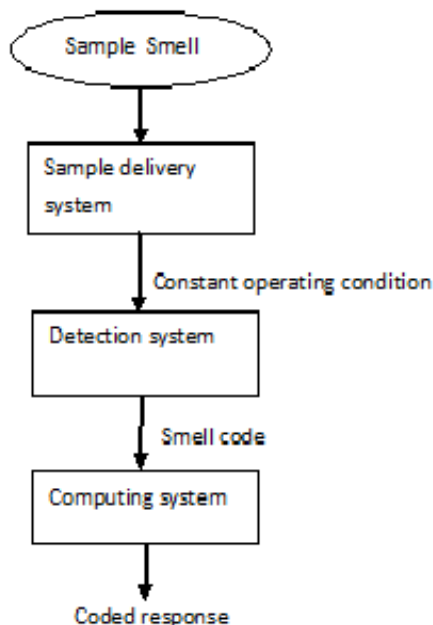 Sample Smell
Sample delivery
system
Constant operating condition
Detection system
Smell code
Computing system
Coded response